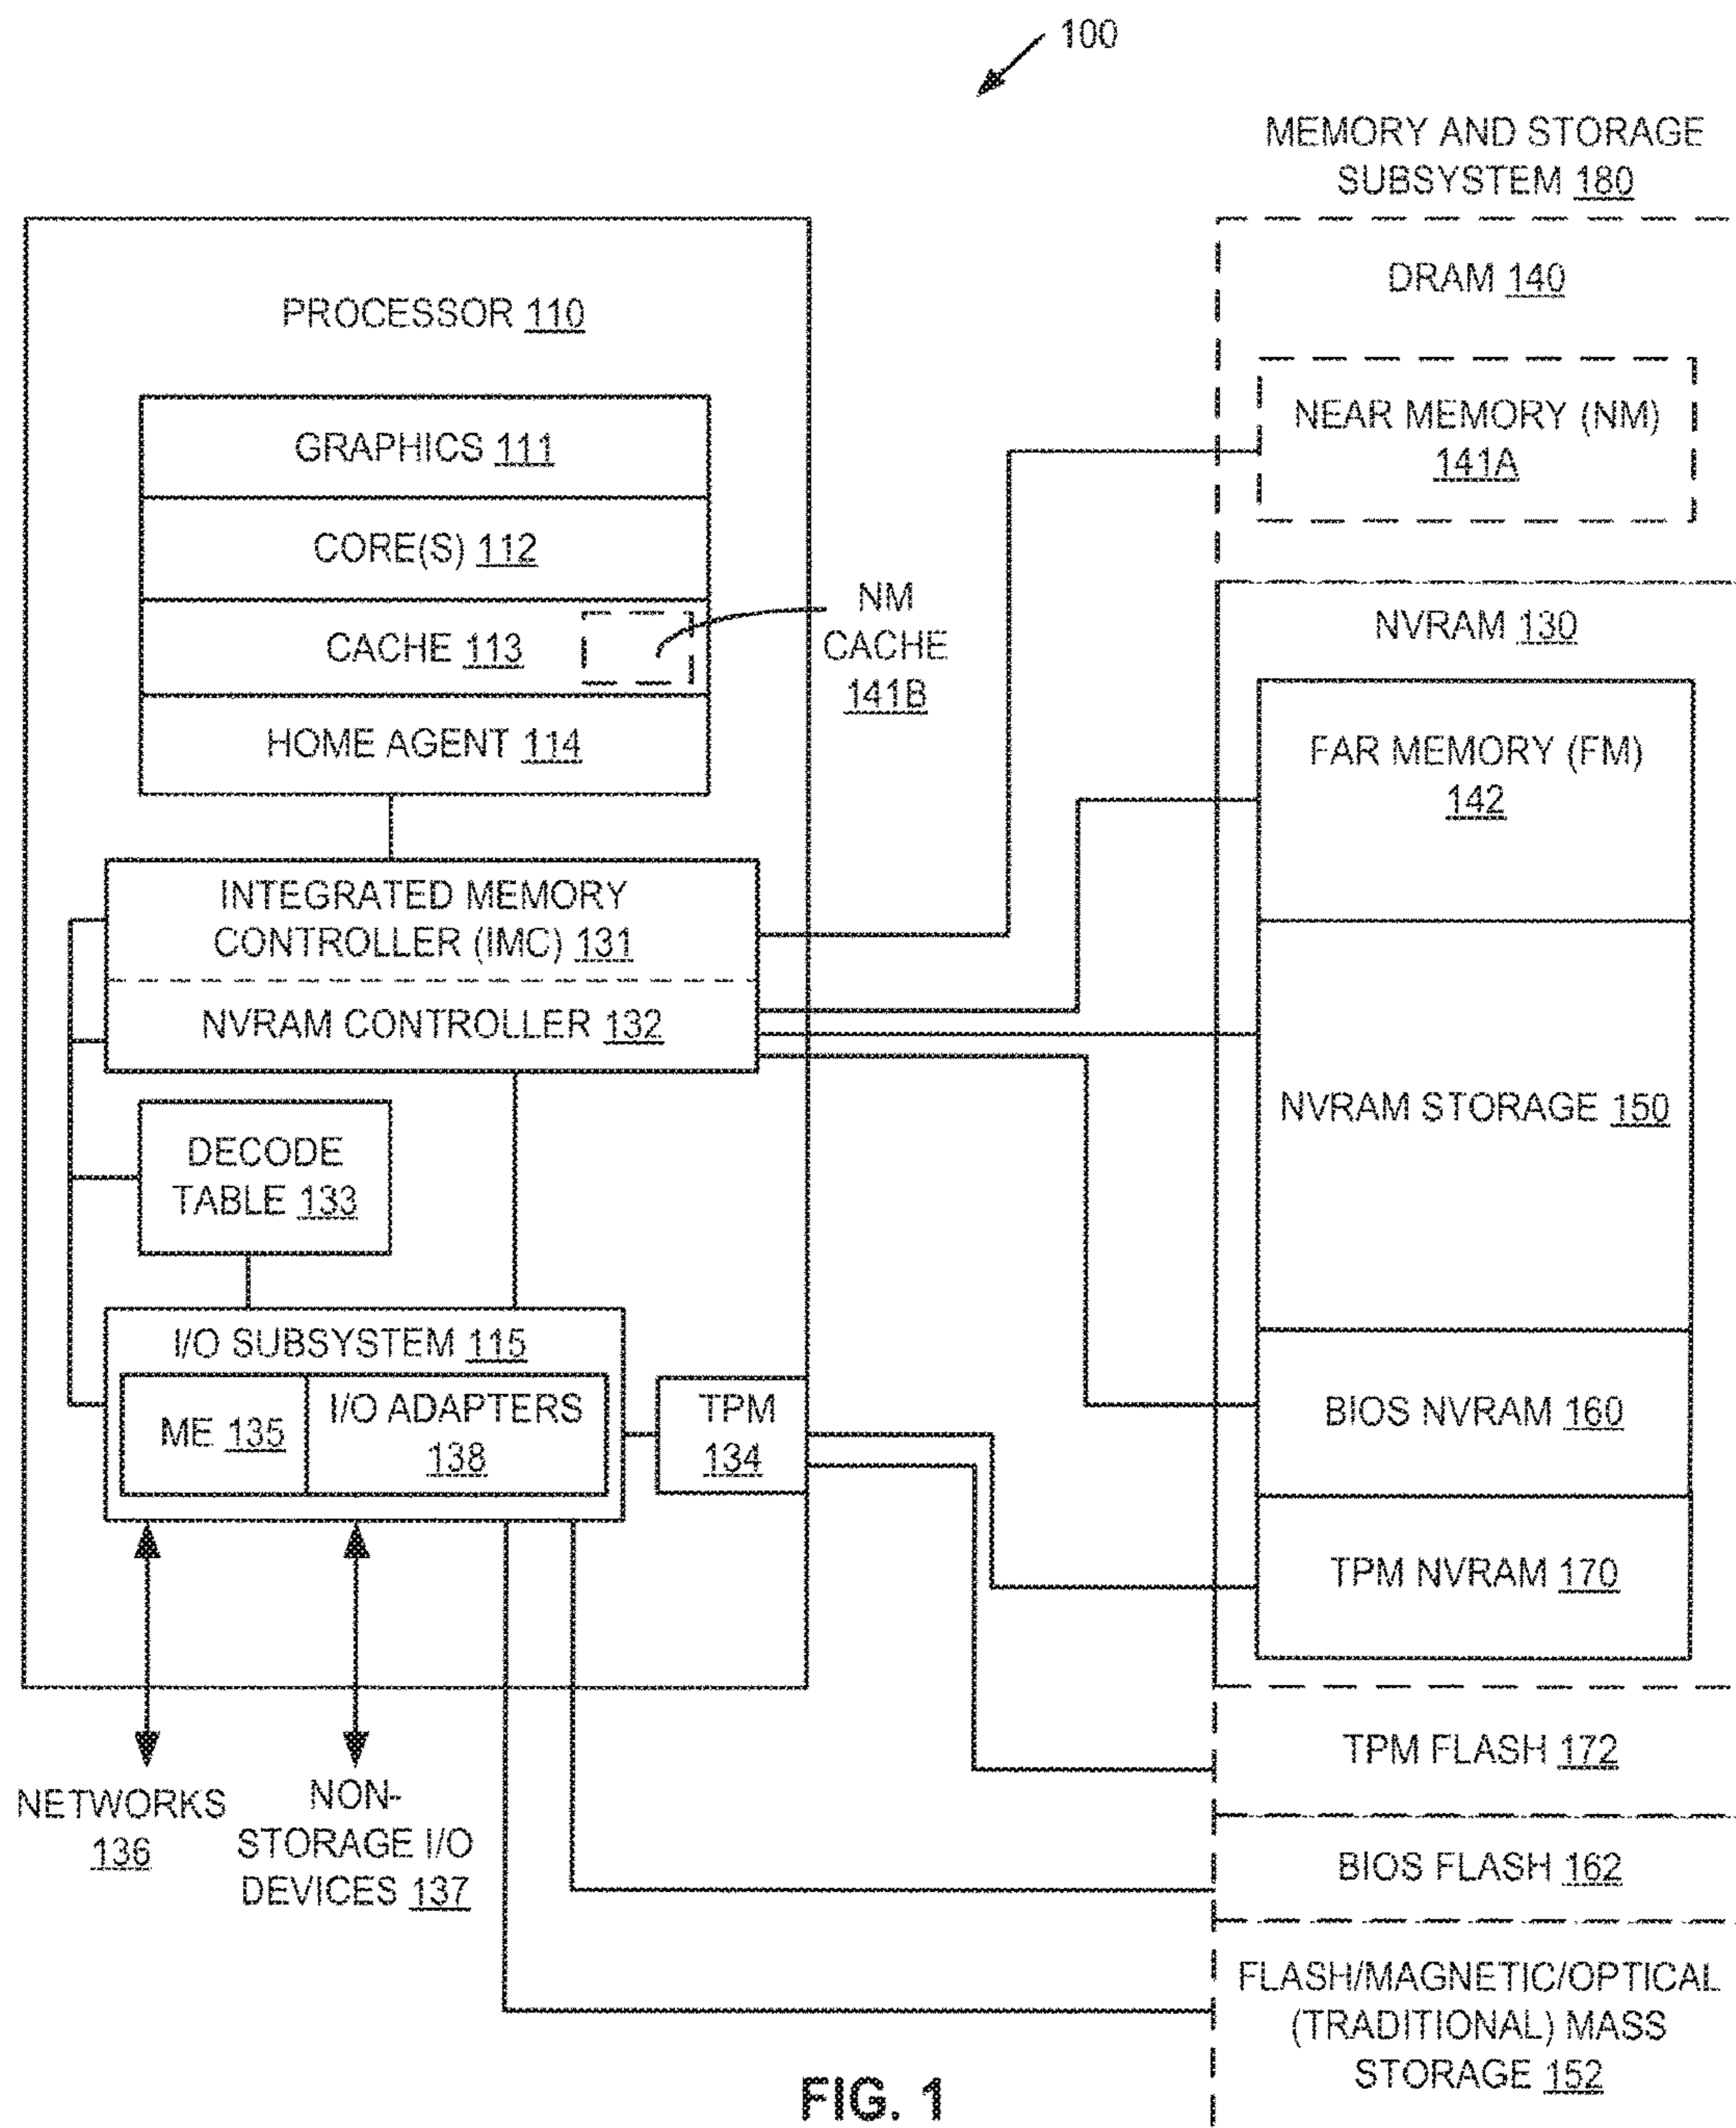 100
MEMORY AND STORAGE
SUBSYSTEM 180
PROCESSOR 110
GRAPHICS 111
CORE(S) 112
CACHE 113
HOME AGENT 114
NM
CACHE
141B
INTEGRATED MEMORY
CONTROLLER (IMC) 131
NVRAM CONTROLLER 132
DECODE
TABLE 133
I/O SUBSYSTEM 115
ME 135
I/O ADAPTERS
138
TPM
134
NETWORKS
136
NON-
STORAGE I/O
DEVICES 137
DRAM 140
NEAR MEMORY (NM)
141A
NVRAM 130
FAR MEMORY (FM)
142
NVRAM STORAGE 150
BIOS NVRAM 160
TPM NVRAM 170
TPM FLASH 172
BIOS FLASH 162
FLASH/MAGNETIC/OPTICAL
(TRADITIONAL) MASS
STORAGE 152
FIG. 1